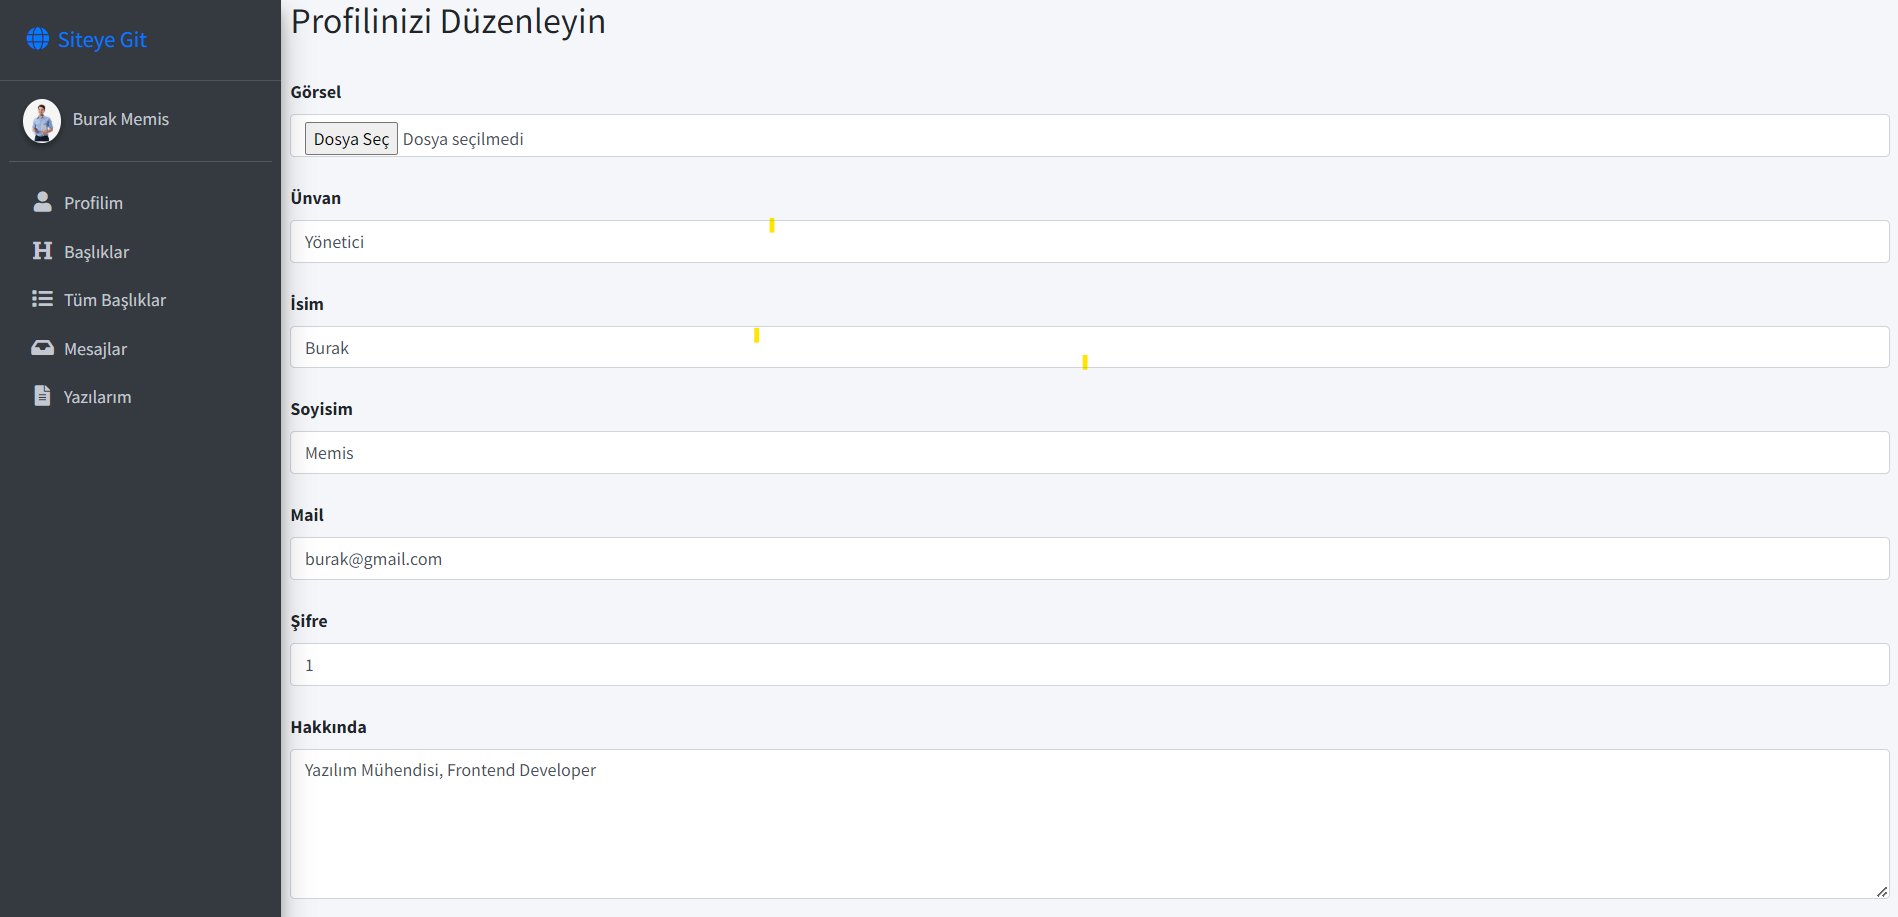 Siteye Git
Burak Memis
Profilim
Başlıklar
Tüm Başlıklar
Mesajlar
Yazılarım
Profilinizi Düzenleyin
Görsel
Dosya Seç Dosya seçilmedi
Ünvan
Yönetici
İsim
Burak
Soyisim
Memis
Mail
burak@gmail.com
Şifre
1
Hakkında
Yazılım Mühendisi, Frontend Developer